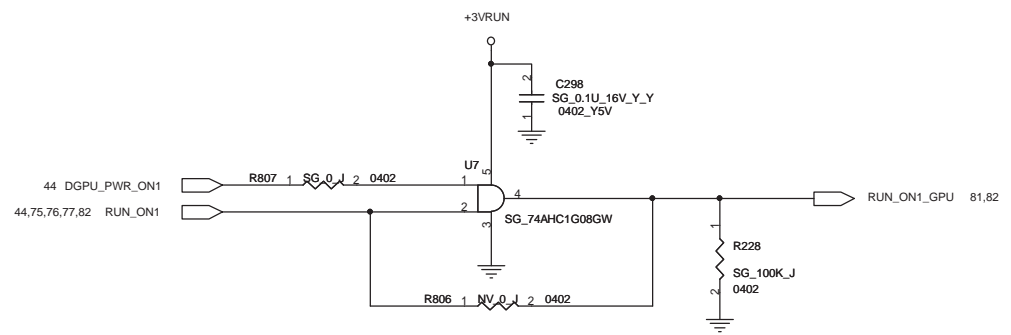 +3VRUN
2
C298
SG_0.1U_16V_Y_Y
1
0402_Y5V
U7
5
44 DGPU_PWR_ON1
R807 1 SG_0_J 2 0402
1
4
RUN_ON1_GPU 81,82
44,75,76,77,82 RUN_ON1
2
SG_74AHC1G08GW
3
1
R228
SG_100K_J
2
0402
R806 1 NV_0_J 2 0402